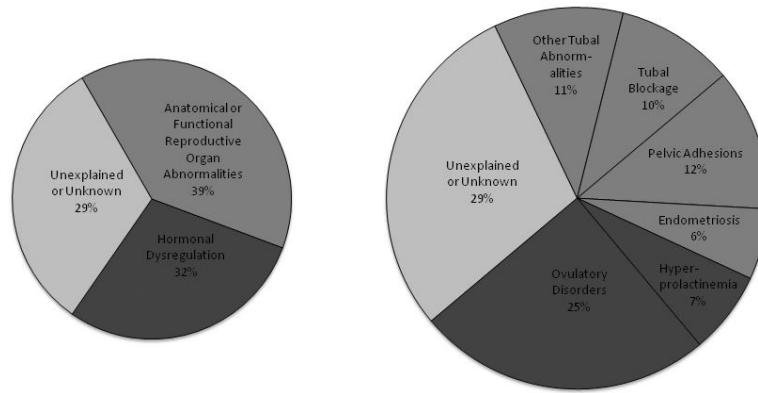 Anatomical or
Functional
Reproductive
Organ
Abnormalities
39%
Unexplained
or Unknown
29%
Hormonal
Dysregulation
32%
Other Tubal
Abnorm-
alities
11%
Tubal
Blockage
10%
Pelvic Adhesions
12%
Endometriosis
6%
Hyper-
prolactinemia
7%
Ovulatory
Disorders
25%
Unexplained
or Unknown
29%